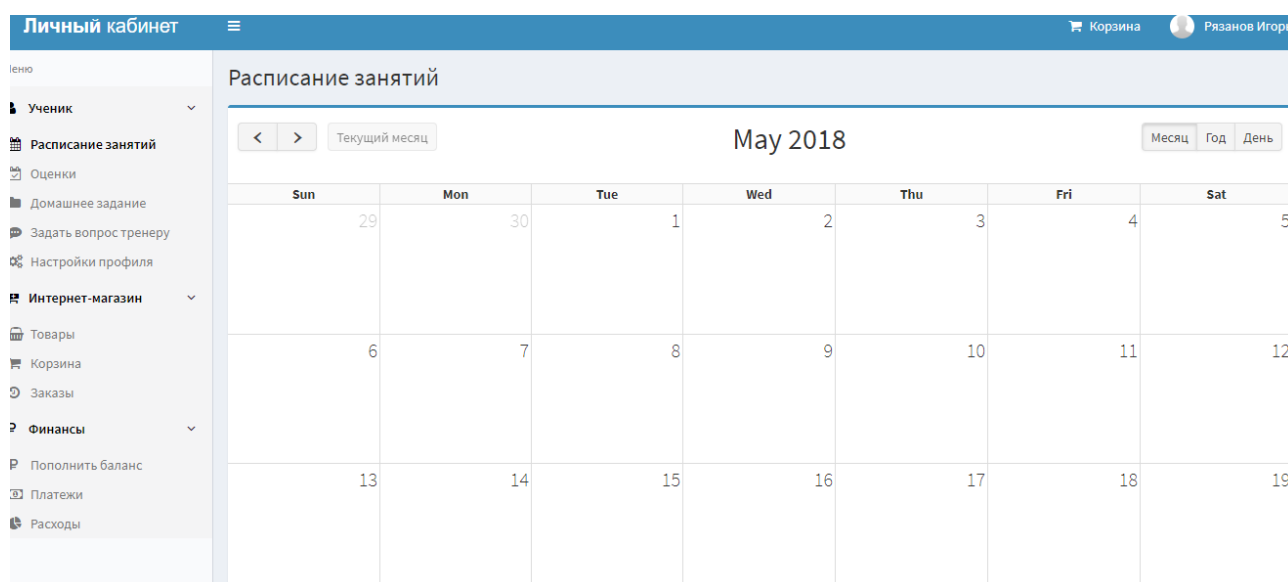 Личный кабинет
Корзина
Рязанов Игорь
Расписание занятий
Ученик
Расписание занятий
Оценки
Домашнее задание
Задать вопрос тренеру
Настройки профиля
Интернет-магазин
Товары
Корзина
Заказы
Финансы
Пополнить баланс
Платежи
Расходы
Текущий месяц
May 2018
Месяц Год День
Sun Mon Tue Wed Thu Fri Sat
29 30 1 2 3 4 5
6 7 8 9 10 11 12
13 14 15 16 17 18 19